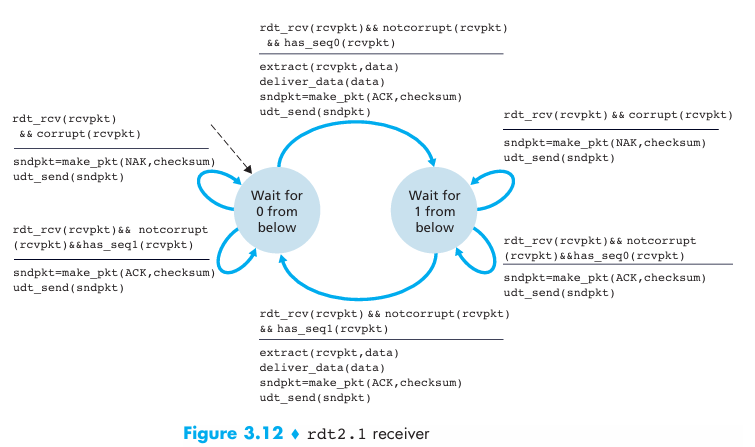 rdt_rcv(rcvpkt)&& notcorrupt(rcvpkt)
&& has_seq0(rcvpkt)
extract(rcvpkt,data)
deliver_data(data)
sndpkt=make_pkt(ACK,checksum)
udt_send(sndpkt)
rdt_rcv(rcvpkt)
&& corrupt(rcvpkt)
sndpkt=make_pkt(NAK,checksum)
udt_send(sndpkt)
rdt_rcv(rcvpkt) && corrupt(rcvpkt)
sndpkt=make_pkt(NAK,checksum)
udt_send(sndpkt)
Wait for
0 from
below
Wait for
1 from
below
rdt_rcv(rcvpkt)&& notcorrupt
(rcvpkt)&&has_seq1(rcvpkt)
sndpkt=make_pkt(ACK,checksum)
udt_send(sndpkt)
rdt_rcv(rcvpkt)&& notcorrupt
(rcvpkt)&&has_seq0(rcvpkt)
sndpkt=make_pkt(ACK,checksum)
udt_send(sndpkt)
rdt_rcv(rcvpkt) && notcorrupt(rcvpkt)
&& has_seq1(rcvpkt)
extract(rcvpkt,data)
deliver_data(data)
sndpkt=make_pkt(ACK,checksum)
udt_send(sndpkt)
Figure 3.12 ♦ rdt2.1 receiver